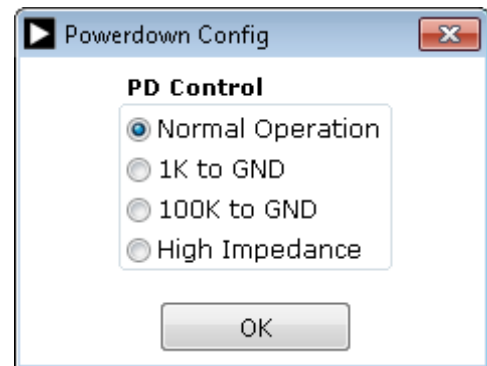 Powerdown Config
PD Control
Normal Operation
1K to GND
100K to GND
High Impedance
OK